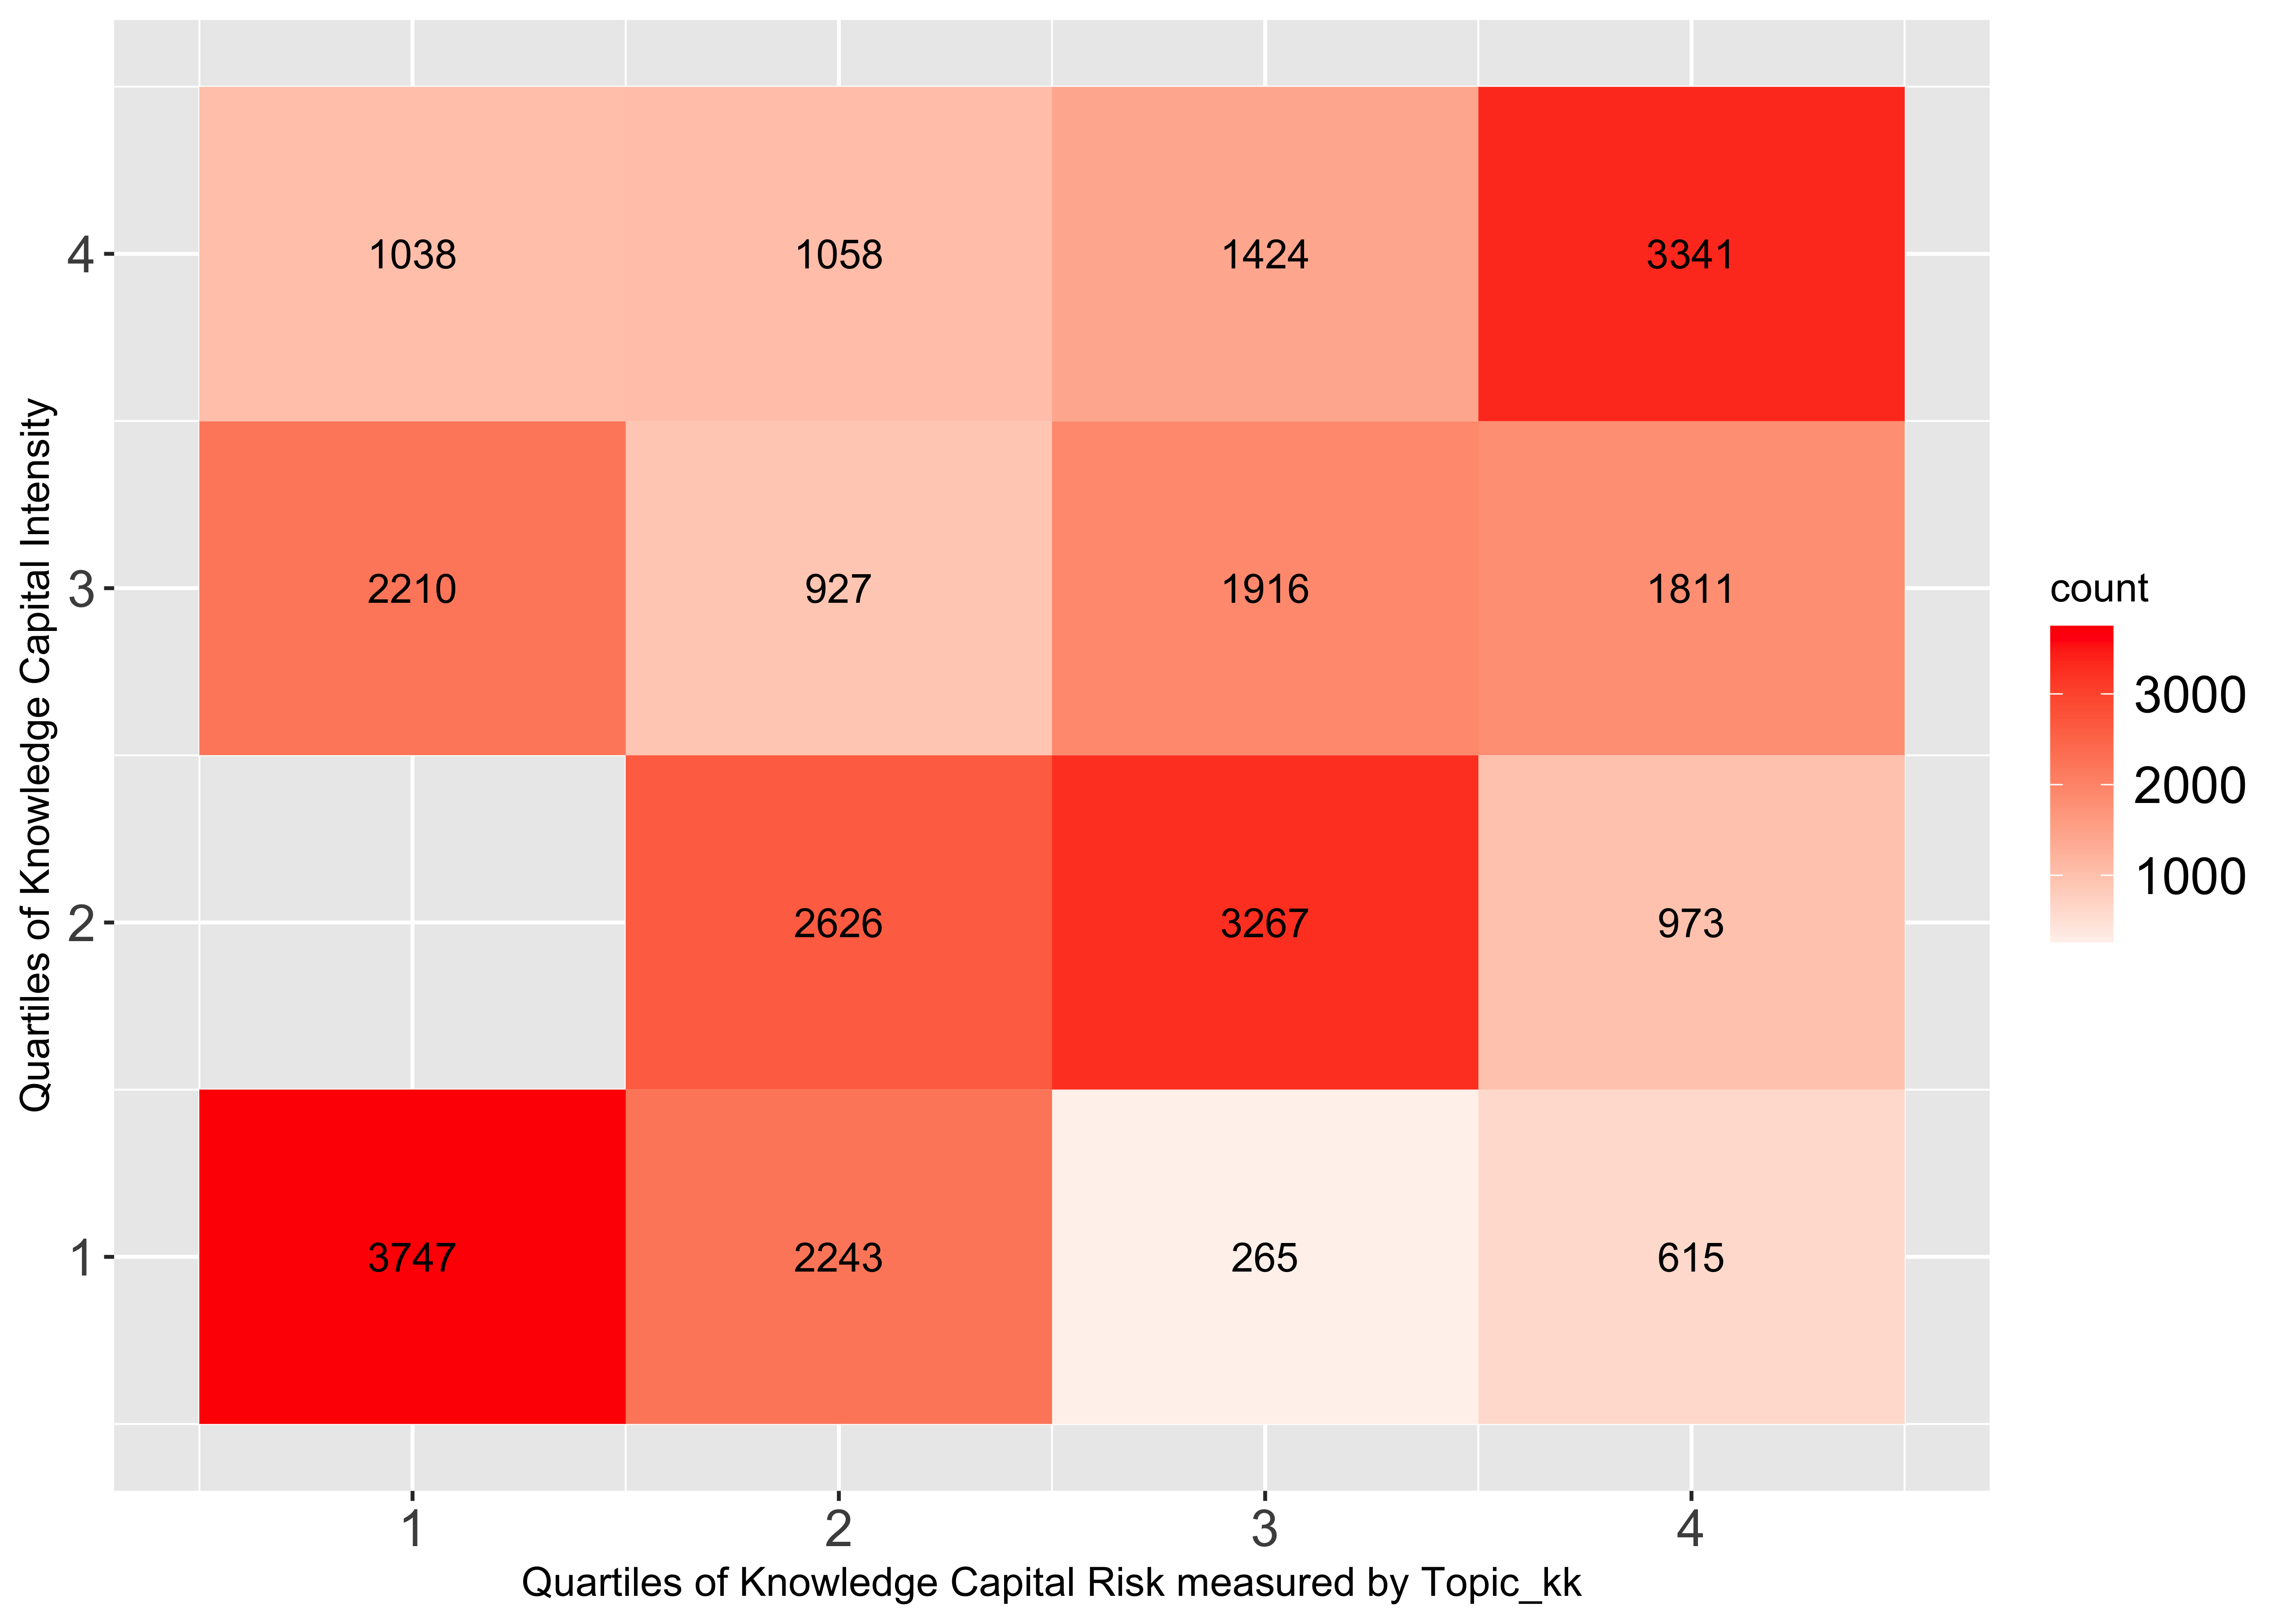 Quartiles of Knowledge Capital Intensity
4 1038 1058 1424 3341
3 2210 927 1916 1811
2 2626 3267 973
1 3747 2243 265 615
1 2 3 4
Quartiles of Knowledge Capital Risk measured by Topic_kk
count
3000
2000
1000